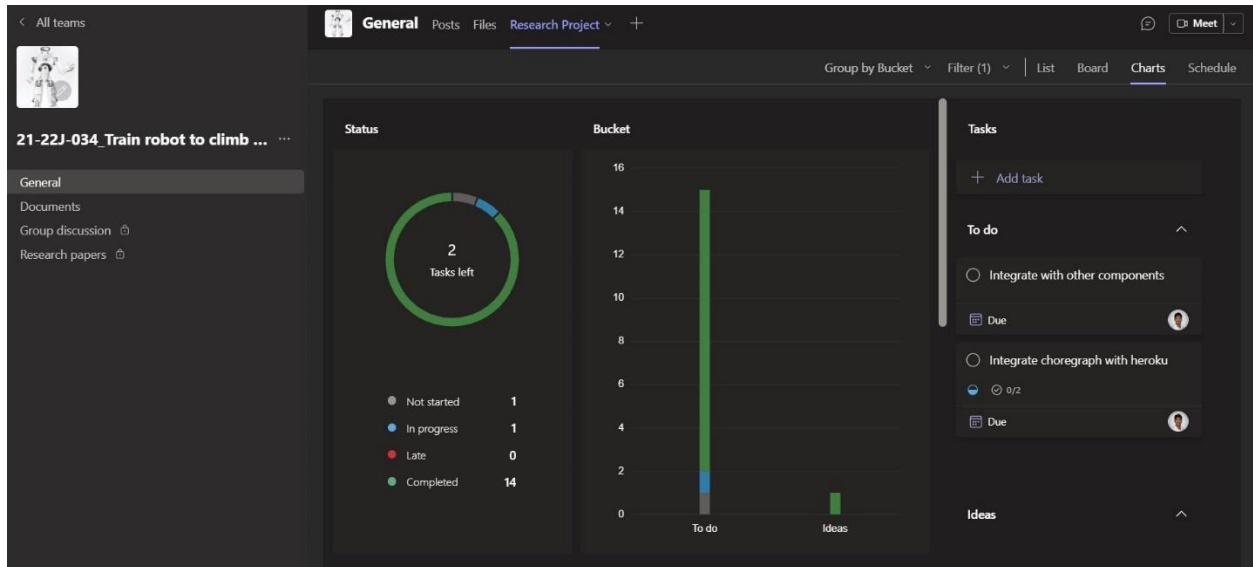 All teams
21-22J-034_Train robot to climb ...
General
Documents
Group discussion
Research papers
General Posts Files Research Project
Meet
Group by Bucket Filter (1) List Board Charts Schedule
Status
2
Tasks left
Not started 1
In progress 1
Late 0
Completed 14
Bucket
16
14
12
10
8
6
4
2
0
To do Ideas
Tasks
Add task
To do
Integrate with other components
Due
Integrate choregraph with heroku
0/2
Due
Ideas